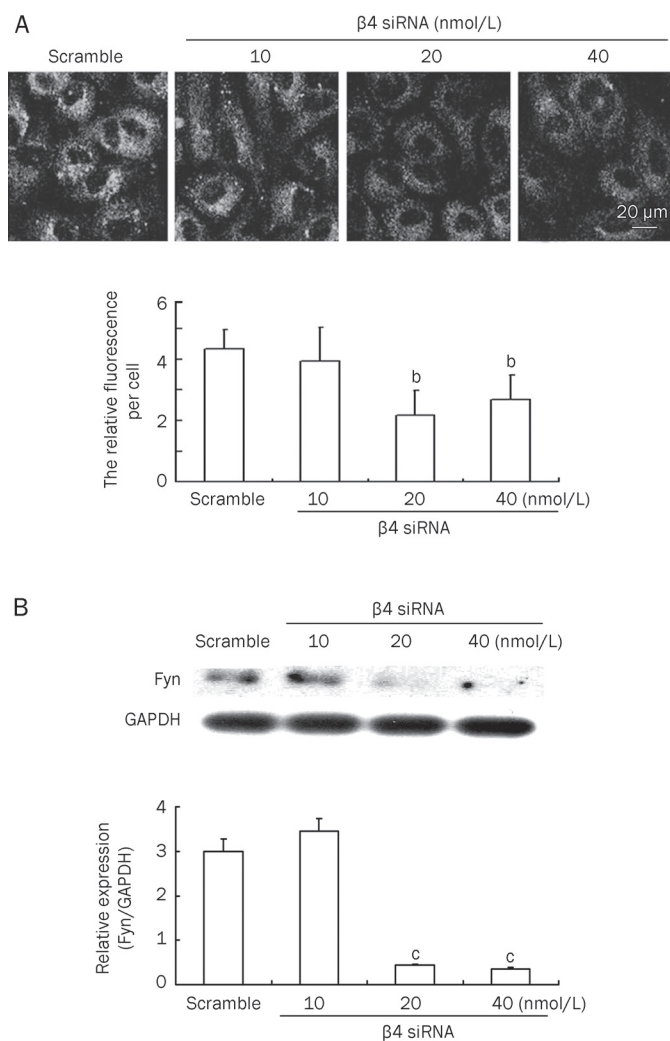 A
β4 siRNA (nmol/L)
Scramble 10 20 40
20 µm
The relative fluorescence
per cell
6
4
2
0
b b
Scramble 10 20 40 (nmol/L)
β4 siRNA
B
β4 siRNA
Scramble 10 20 40 (nmol/L)
Fyn
GAPDH
Relative expression
(Fyn/GAPDH)
4
3
2
1
0
c c
Scramble 10 20 40 (nmol/L)
β4 siRNA